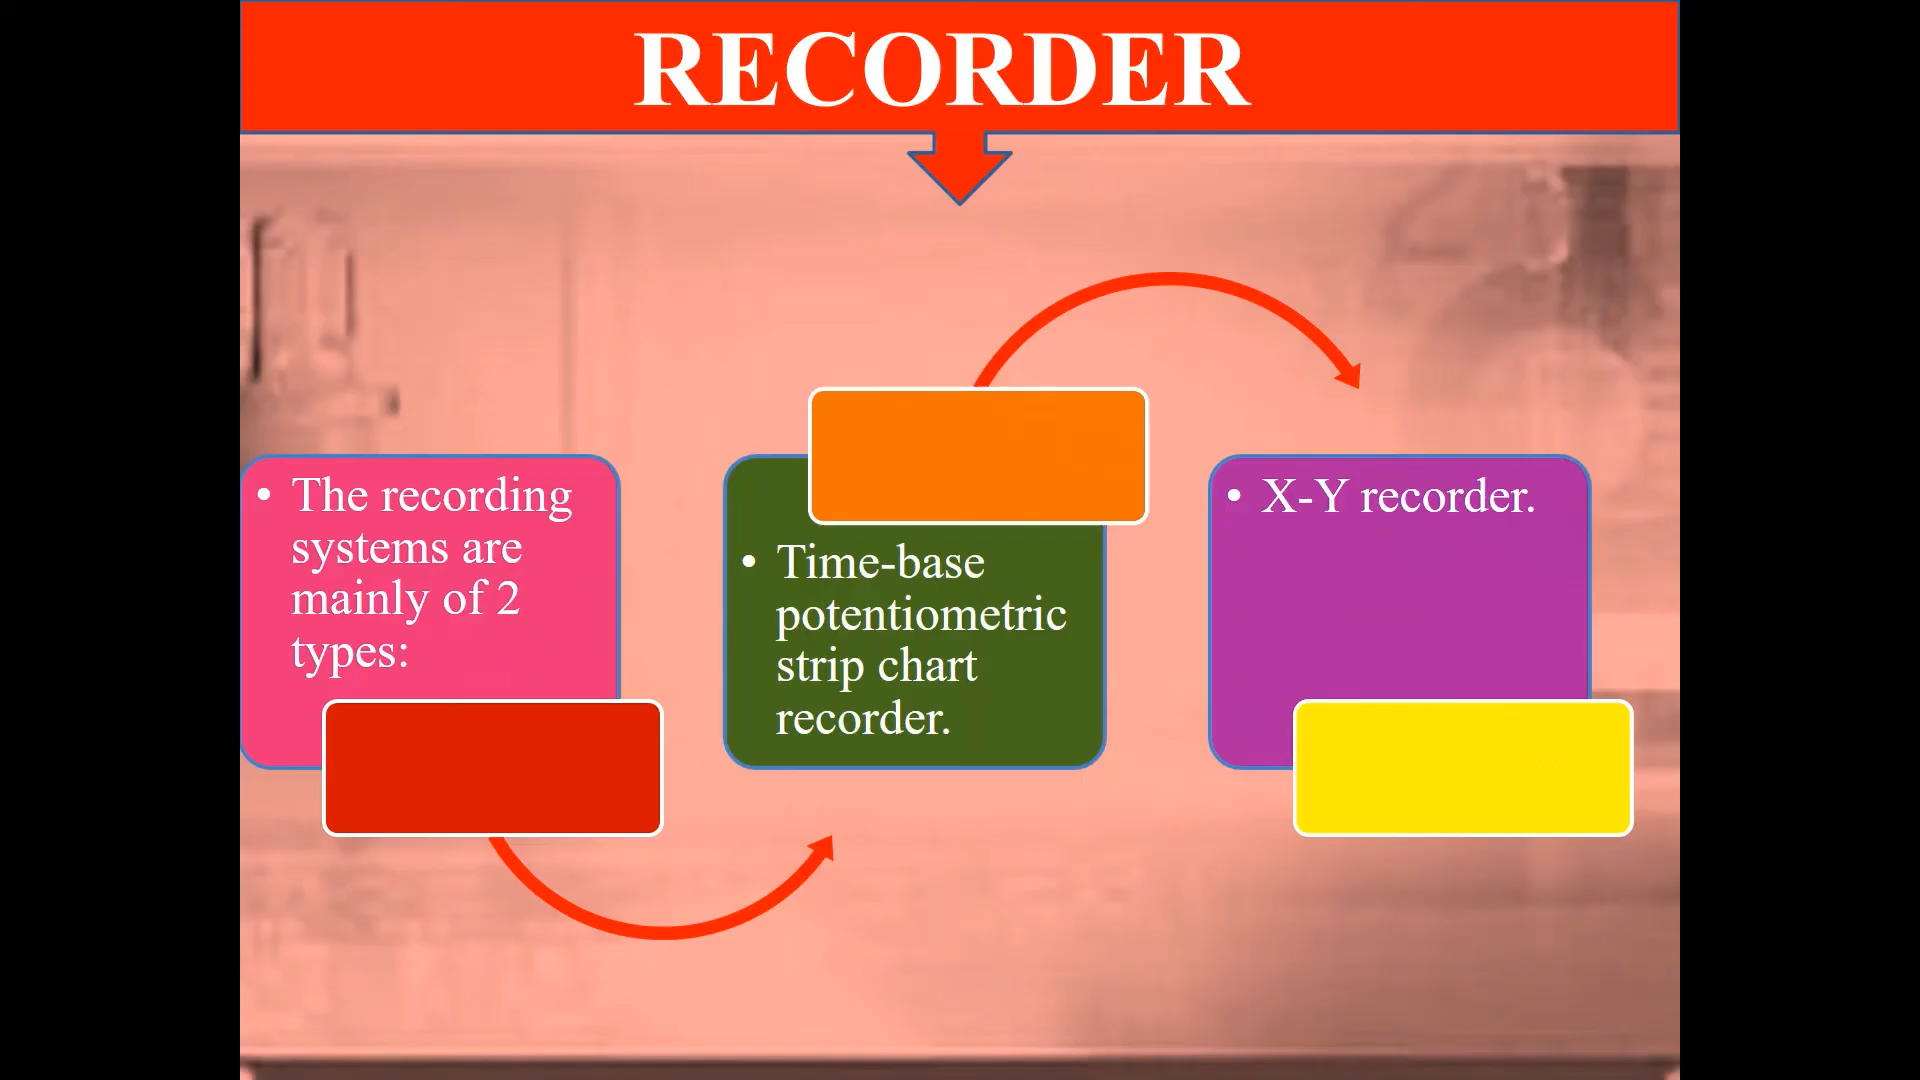 RECORDER
• The recording
systems are
mainly of 2
types:
• Time-base
potentiometric
strip chart
recorder.
• X-Y recorder.